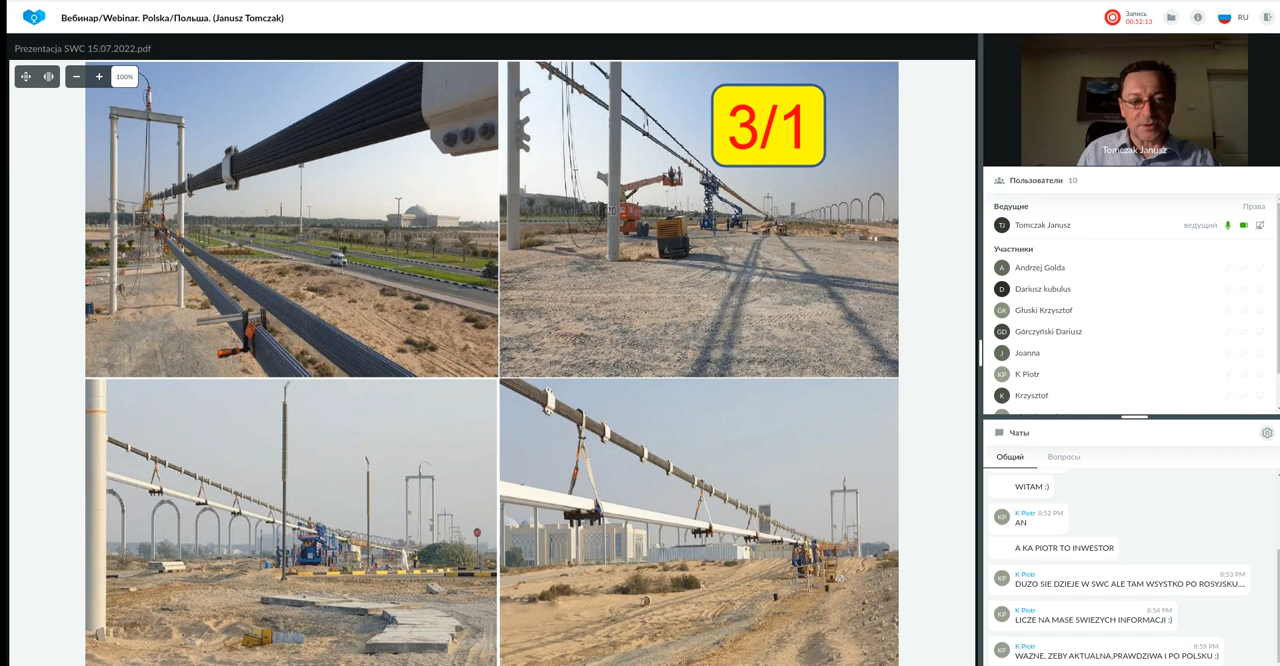 Вебинар/Webinar. Polska/Польша. (Janusz Tomczak)
Запись
00:52:13
RU
Prezentacja SWC 15.07.2022.pdf
100%
3/1
Tomczak Janusz
Пользователи 10
Ведущие Права
TJ Tomczak Janusz ведущий
Участники
A Andrzej Golda
D Dariusz kubulus
GK Głuski Krzysztof
GD Górczyński Dariusz
J Joanna
KP K Piotr
K Krzysztof
Чаты
Общий Вопросы
WITAM :)
KP K Piotr 8:52 PM
AN
A KA PIOTR TO INWESTOR
KP K Piotr 8:53 PM
DUZO SIE DZIEJE W SWC ALE TAM WSYSTKO PO ROSYJSKU....
KP K Piotr 8:54 PM
LICZE NA MASE SWIEZYCH INFORMACJI :)
KP K Piotr 8:59 PM
WAZNE, ZEBY AKTUALNA,PRAWDZIWA I PO POLSKU :)